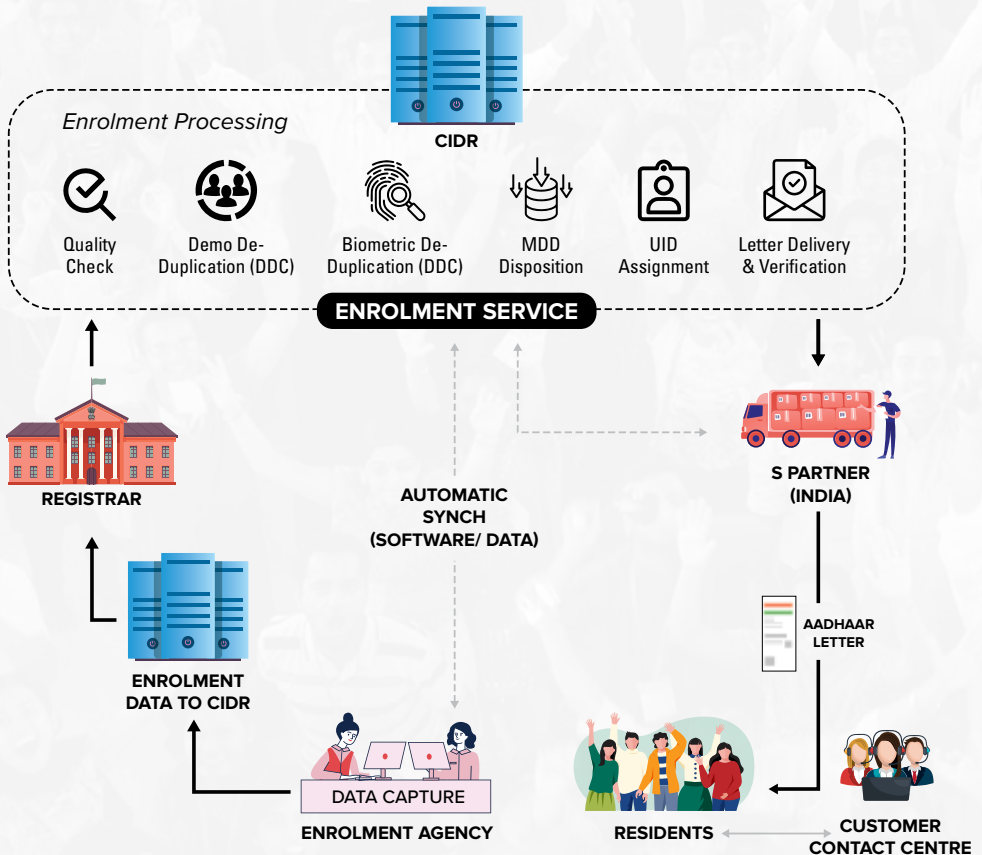 CIDR
Enrolment Processing
Quality
Check
Demo De-
Duplication (DDC)
Biometric De-
Duplication (DDC)
MDD
Disposition
UID
Assignment
Letter Delivery
& Verification
ENROLMENT SERVICE
REGISTRAR
S PARTNER
(INDIA)
AUTOMATIC
SYNCH
(SOFTWARE/ DATA)
AADHAAR
LETTER
ENROLMENT
DATA TO CIDR
DATA CAPTURE
ENROLMENT AGENCY
RESIDENTS
CUSTOMER
CONTACT CENTRE